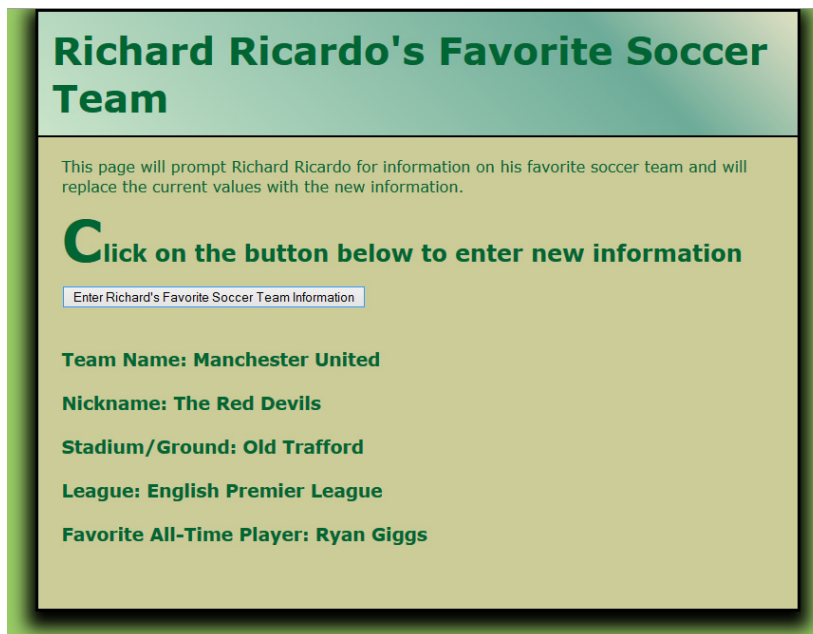 Richard Ricardo's Favorite Soccer
Team
This page will prompt Richard Ricardo for information on his favorite soccer team and will
replace the current values with the new information.
Click on the button below to enter new information
Enter Richard's Favorite Soccer Team Information
Team Name: Manchester United
Nickname: The Red Devils
Stadium/Ground: Old Trafford
League: English Premier League
Favorite All-Time Player: Ryan Giggs